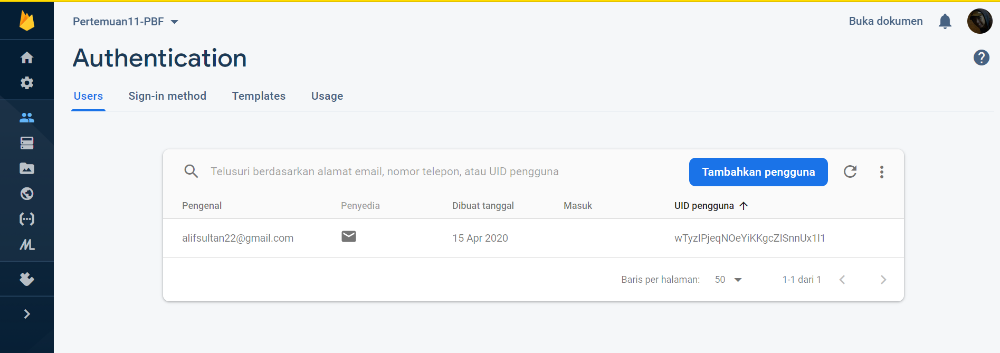 Pertemuan11-PBF
Buka dokumen
Authentication
Users Sign-in method Templates Usage
Telusuri berdasarkan alamat email, nomor telepon, atau UID pengguna
Tambahkan pengguna
Pengenal Penyedia Dibuat tanggal Masuk UID pengguna
alifsultan22@gmail.com 15 Apr 2020 wTyzIPjeqNOeYiKKgcZISnnUx1l1
Baris per halaman: 50 1-1 dari 1